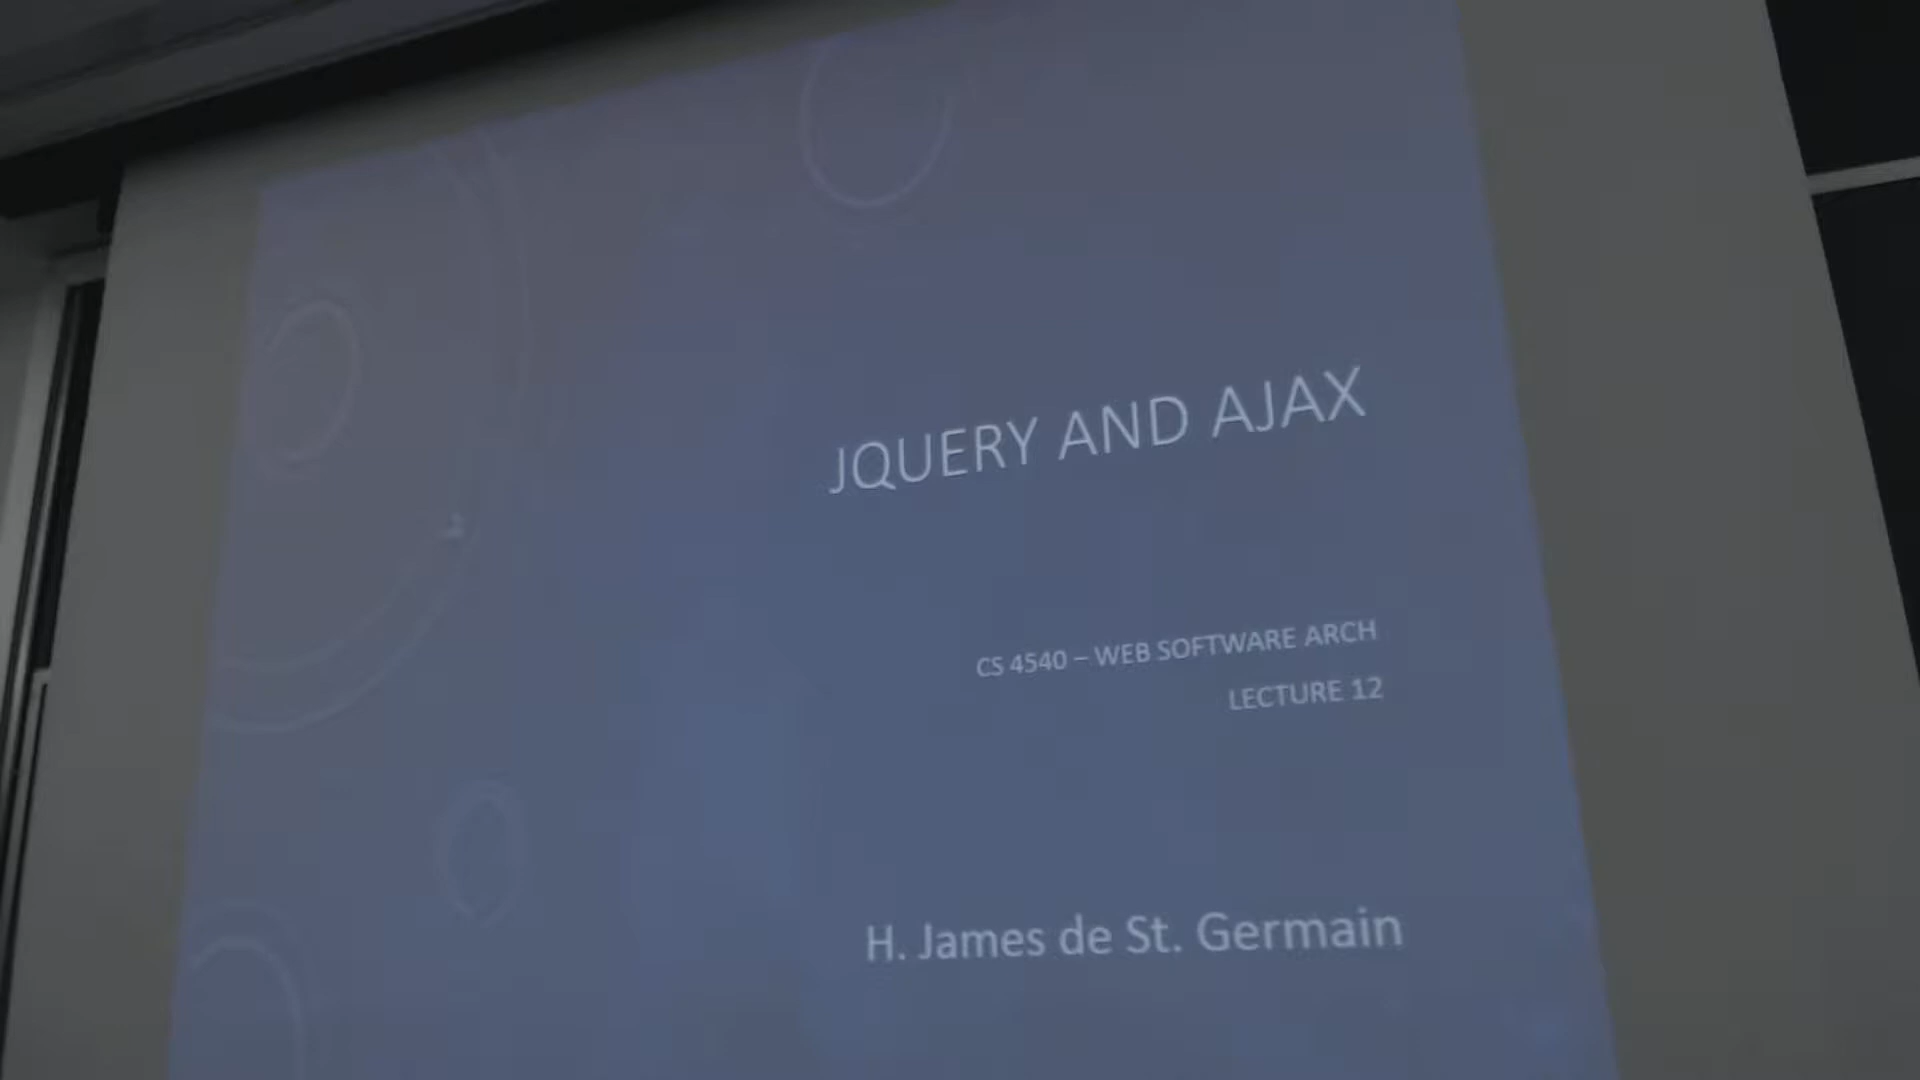 JQUERY AND AJAX
CS 4540 – WEB SOFTWARE ARCH
LECTURE 12
H. James de St. Germain